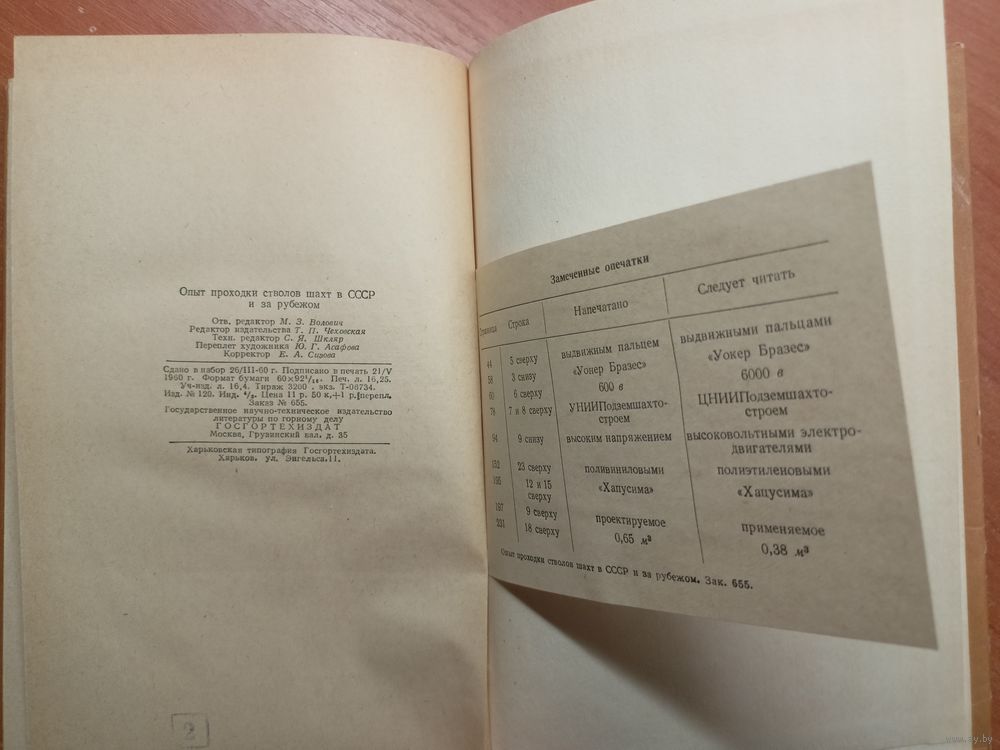 Опыт проходки стволов шахт в СССР
и за рубежом
Отв. редактор М. З. Волович
Редактор издательства Т. П. Чеховская
Техн. редактор С. Я. Шкляр
Переплет художника Ю. Г. Асафова
Корректор Е. А. Сизова
Сдано в набор 26/III-60 г. Подписано в печать 21/V
1960 г. Формат бумаги 60×92¹/₁₆. Печ. л. 16,25.
Уч-изд. л. 16,4. Тираж 3200 экз. Т-06734.
Изд. № 120. Инд. ⁴/₅. Цена 11 р. 50 к.+1 р. перепл.
Заказ № 655.
Государственное научно-техническое издательство
литературы по горному делу
ГОСГОРТЕХИЗДАТ
Москва, Грузинский вал, д. 35
Харьковская типография Госгортехиздата.
Харьков, ул. Энгельса, 11.
2
Замеченные опечатки
Страница Строка Напечатано Следует читать
44 5 сверху выдвижным пальцем выдвижными пальцами
58 3 снизу «Уокер Бразес» «Уокер Бразес»
60 6 сверху 600 в 6000 в
78 7 и 8 сверху УНИИПодземшахто-
строем ЦНИИПодземшахто-
строем
94 9 снизу высоким напряжением высоковольтными электро-
двигателями
132 23 сверху поливиниловыми полиэтиленовыми
195 12 и 15
сверху «Хапусима» «Хацусима»
197 9 сверху проектируемое применяемое
231 18 сверху 0,65 м³ 0,38 м³
Опыт проходки стволов шахт в СССР и за рубежом. Зак. 655.
www.ay.by